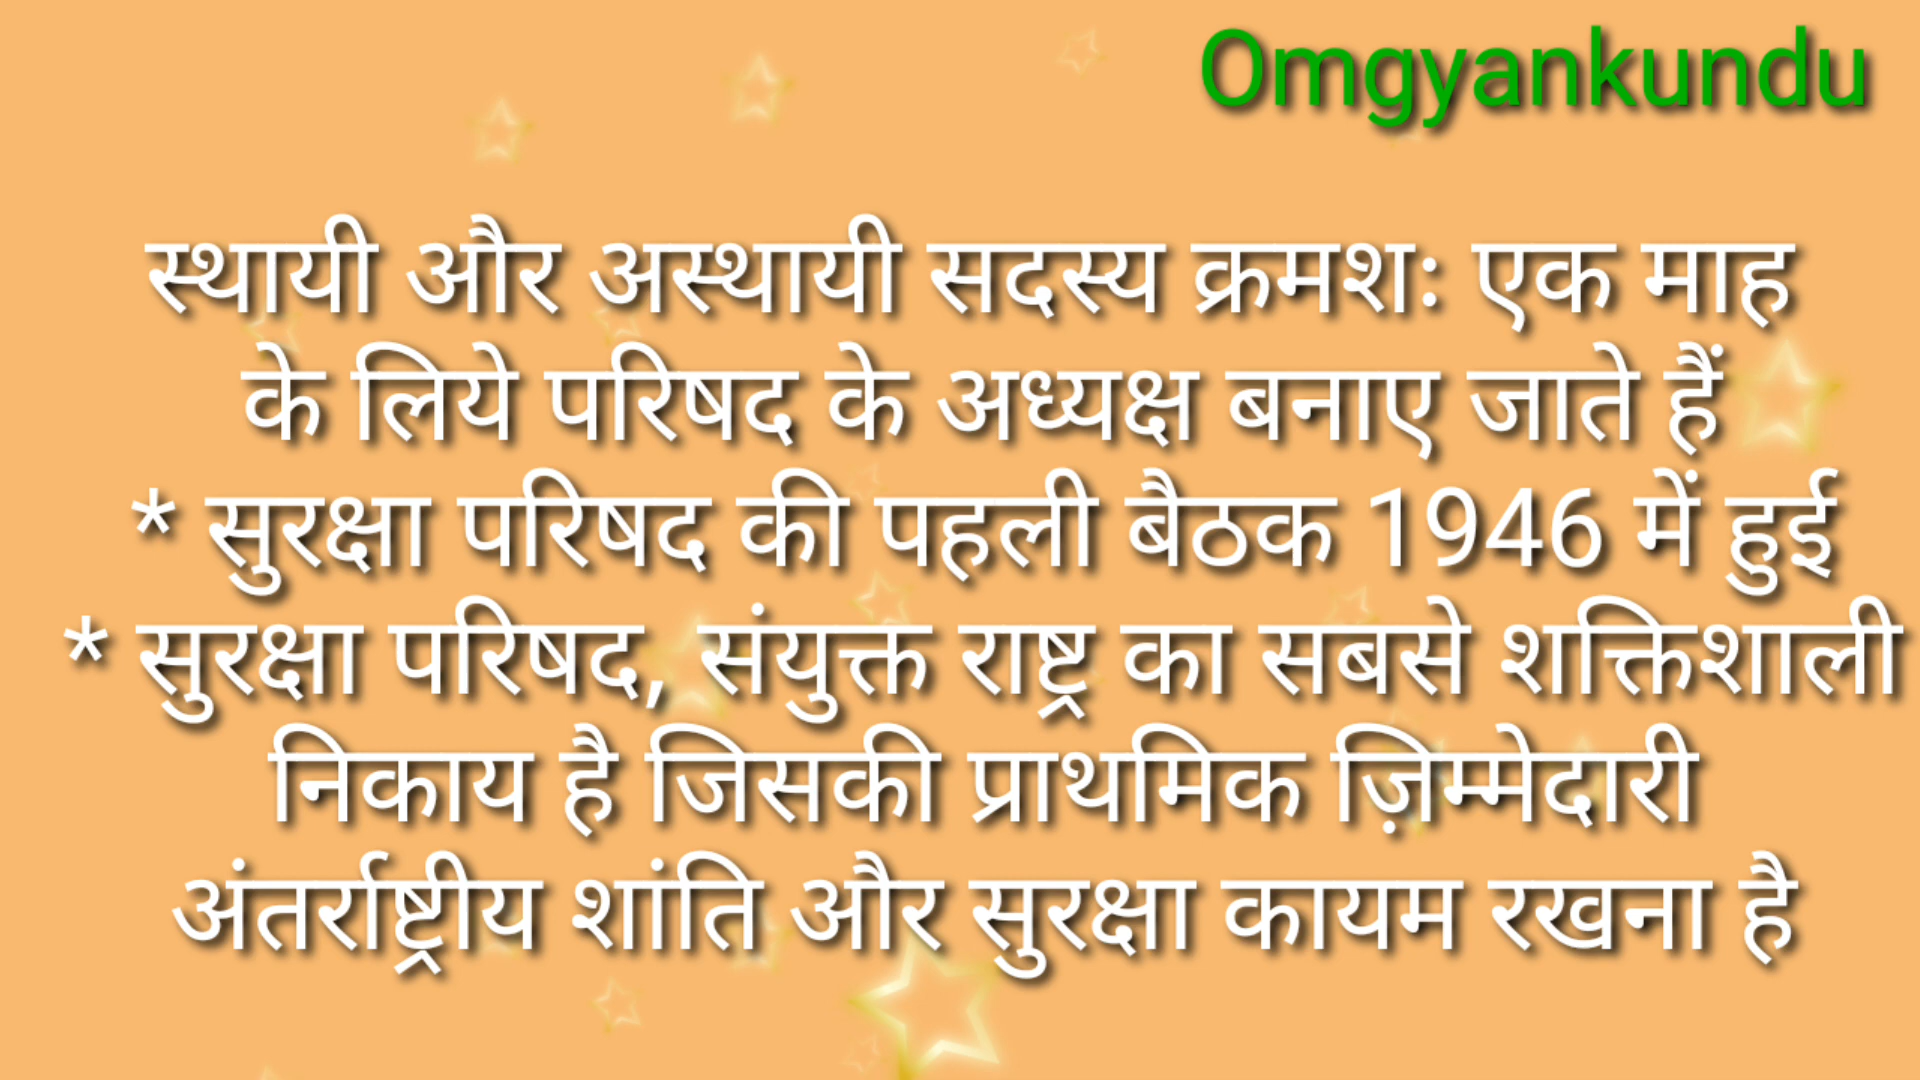 Omgyankundu
स्थायी और अस्थायी सदस्य क्रमशः एक माह
के लिये परिषद के अध्यक्ष बनाए जाते हैं
* सुरक्षा परिषद की पहली बैठक 1946 में हुई
* सुरक्षा परिषद, संयुक्त राष्ट्र का सबसे शक्तिशाली
निकाय है जिसकी प्राथमिक ज़िम्मेदारी
अंतर्राष्ट्रीय शांति और सुरक्षा कायम रखना है